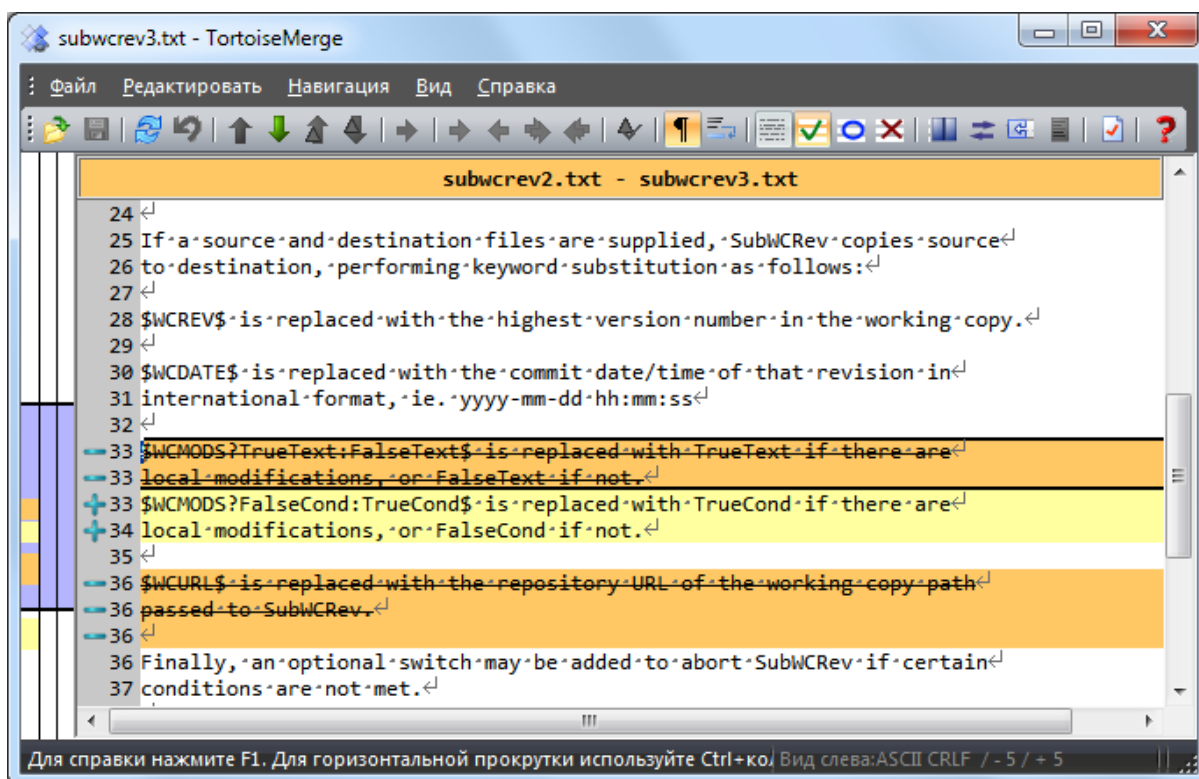 subwcrev3.txt - TortoiseMerge
Файл Редактировать Навигация Вид Справка
subwcrev2.txt - subwcrev3.txt
24
25 If a source and destination files are supplied, SubWCRev copies source
26 to destination, performing keyword substitution as follows:
27
28 $WCREV$ is replaced with the highest version number in the working copy.
29
30 $WCDATE$ is replaced with the commit date/time of that revision in
31 international format, ie. yyyy-mm-dd hh:mm:ss
32
33 $WCMODS?TrueText:FalseText$ is replaced with TrueText if there are
33 local modifications, or FalseText if not.
33 $WCMODS?FalseCond:TrueCond$ is replaced with TrueCond if there are
34 local modifications, or FalseCond if not.
35
36 $WCURL$ is replaced with the repository URL of the working copy path
36 passed to SubWCRev.
36
36 Finally, an optional switch may be added to abort SubWCRev if certain
37 conditions are not met.
Для справки нажмите F1. Для горизонтальной прокрутки используйте Ctrl+ко Вид слева:ASCII CRLF / - 5 / + 5